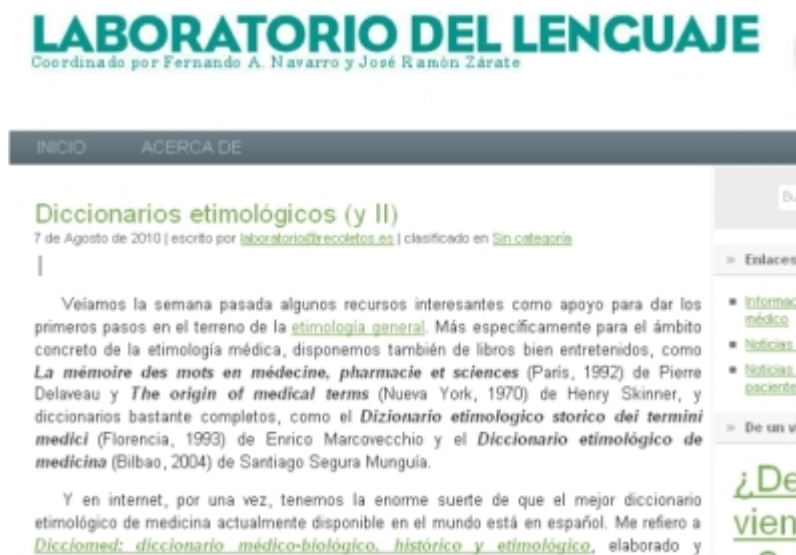 LABORATORIO DEL LENGUAJE
Coordinado por Fernando A. Navarro y José Ramón Zárate
INICIO ACERCA DE
Diccionarios etimológicos (y II)
7 de Agosto de 2010 | escrito por laboratorio@recoletos.es | clasificado en Sin categoría
Veíamos la semana pasada algunos recursos interesantes como apoyo para dar los
primeros pasos en el terreno de la etimología general. Más específicamente para el ámbito
concreto de la etimología médica, disponemos también de libros bien entretenidos, como
La mémoire des mots en médecine, pharmacie et sciences (París, 1992) de Pierre
Delaveau y The origin of medical terms (Nueva York, 1970) de Henry Skinner, y
diccionarios bastante completos, como el Dizionario etimologico storico dei termini
medici (Florencia, 1993) de Enrico Marcovecchio y el Diccionario etimológico de
medicina (Bilbao, 2004) de Santiago Segura Munguía.
Y en internet, por una vez, tenemos la enorme suerte de que el mejor diccionario
etimológico de medicina actualmente disponible en el mundo está en español. Me refiero a
Dicciomed: diccionario médico-biológico, histórico y etimológico, elaborado y
Bu
» Enlaces
Informac
médico
Noticias
Noticias
paciente
» De un v
¿De
vien